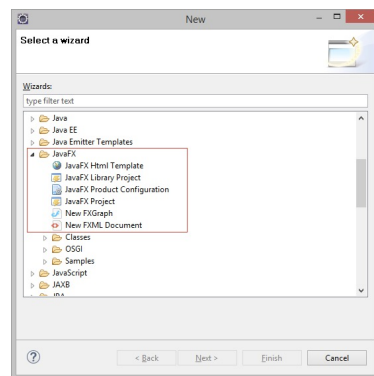 New
Select a wizard
Wizards:
type filter text
Java
Java EE
Java Emitter Templates
JavaFX
JavaFX Html Template
JavaFX Library Project
JavaFX Product Configuration
JavaFX Project
New FXGraph
New FXML Document
Classes
OSGI
Samples
JavaScript
JAXB
JPA
< Back Next > Finish Cancel